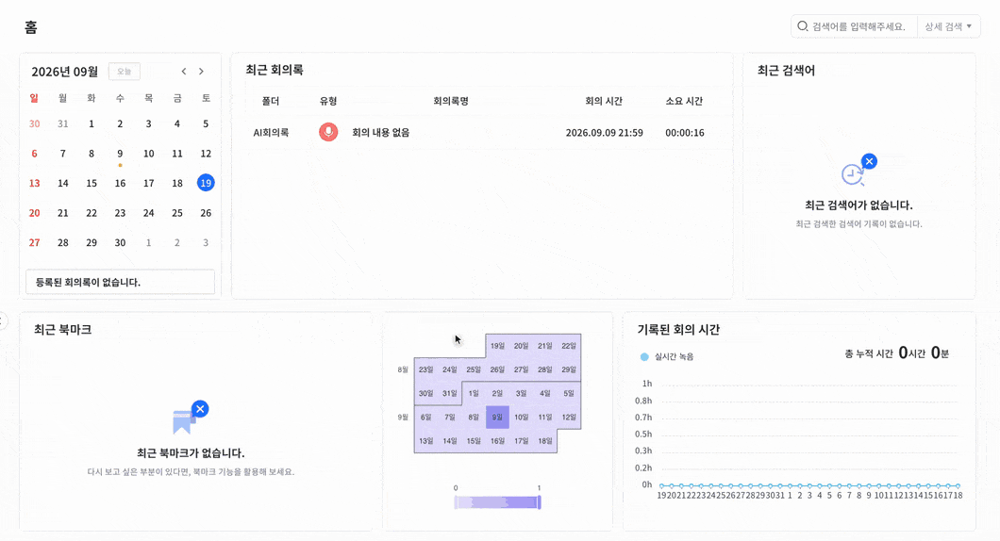 홈
검색어를 입력해주세요. 상세 검색
2026년 09월 오늘
일 월 화 수 목 금 토
30 31 1 2 3 4 5
6 7 8 9 10 11 12
13 14 15 16 17 18 19
20 21 22 23 24 25 26
27 28 29 30 1 2 3
등록된 회의록이 없습니다.
최근 회의록
폴더 유형 회의록명 회의 시간 소요 시간
AI회의록 회의 내용 없음 2026.09.09 21:59 00:00:16
최근 검색어
최근 검색어가 없습니다.
최근 검색한 검색어 기록이 없습니다.
최근 북마크
최근 북마크가 없습니다.
다시 보고 싶은 부분이 있다면, 북마크 기능을 활용해 보세요.
19일 20일 21일 22일
8월 23일 24일 25일 26일 27일 28일 29일
30일 31일 1일 2일 3일 4일 5일
9월 6일 7일 8일 9일 10일 11일 12일
13일 14일 15일 16일 17일 18일
0 1
기록된 회의 시간
실시간 녹음
총 누적 시간 0시간 0분
1h
0.8h
0.7h
0.5h
0.3h
0.2h
0h
19 20 21 22 23 24 25 26 27 28 29 30 31 1 2 3 4 5 6 7 8 9 10 11 12 13 14 15 16 17 18